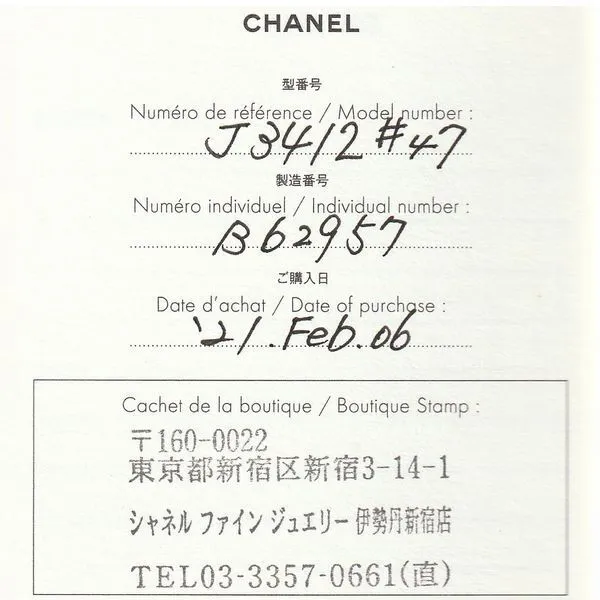 CHANEL
型番号
Numéro de référence / Model number :
J3412#47
製造番号
Numéro individuel / Individual number :
B62957
ご購入日
Date d'achat / Date of purchase :
'21.Feb.06
Cachet de la boutique / Boutique Stamp :
〒160-0022
東京都新宿区新宿3-14-1
シャネル ファイン ジュエリー 伊勢丹新宿店
TEL03-3357-0661(直)